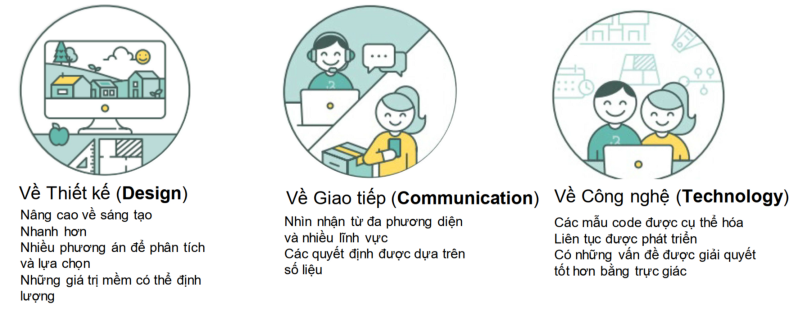 Về Thiết kế (Design)
Nâng cao về sáng tạo
Nhanh hơn
Nhiều phương án để phân tích
và lựa chọn
Những giá trị mềm có thể định
lượng
Về Giao tiếp (Communication)
Nhìn nhận từ đa phương diện
và nhiều lĩnh vực
Các quyết định được dựa trên
số liệu
Về Công nghệ (Technology)
Các mẫu code được cụ thể hóa
Liên tục được phát triển
Có những vấn đề được giải quyết
tốt hơn bằng trực giác